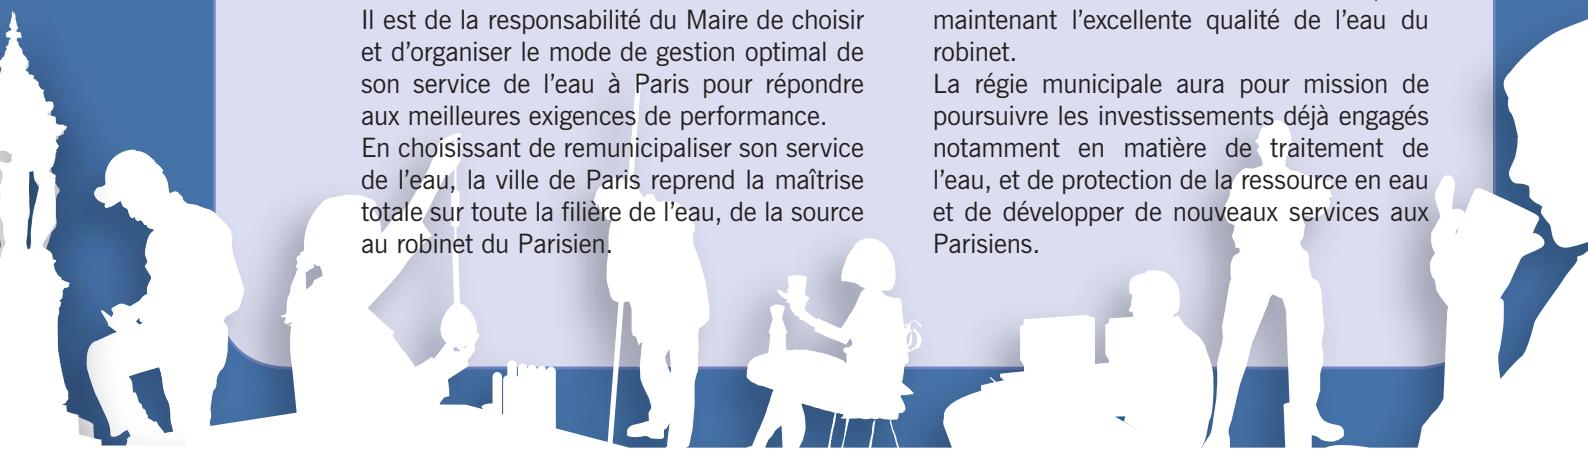 Il est de la responsabilité du Maire de choisir
et d’organiser le mode de gestion optimal de
son service de l’eau à Paris pour répondre
aux meilleures exigences de performance.
En choisissant de remunicipaliser son service
de l’eau, la ville de Paris reprend la maîtrise
totale sur toute la filière de l’eau, de la source
au robinet du Parisien.
maintenant l’excellente qualité de l’eau du
robinet.
La régie municipale aura pour mission de
poursuivre les investissements déjà engagés
notamment en matière de traitement de
l’eau, et de protection de la ressource en eau
et de développer de nouveaux services aux
Parisiens.